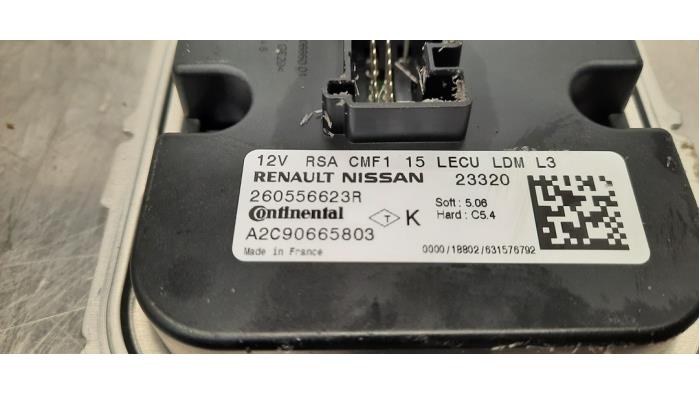 12V RSA CMF1 15 LECU LDM L3
RENAULT NISSAN 23320
260556623R
Soft : 5.06
Continental T K Hard : C5.4
A2C90665803
Made in France 0000/18802/631576792